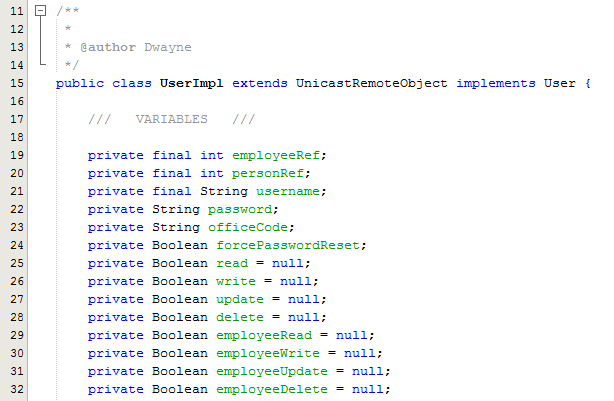 11 /**
12  *
13  * @author Dwayne
14  */
15 public class UserImpl extends UnicastRemoteObject implements User {
16
17     ///   VARIABLES   ///
18
19     private final int employeeRef;
20     private final int personRef;
21     private final String username;
22     private String password;
23     private String officeCode;
24     private Boolean forcePasswordReset;
25     private Boolean read = null;
26     private Boolean write = null;
27     private Boolean update = null;
28     private Boolean delete = null;
29     private Boolean employeeRead = null;
30     private Boolean employeeWrite = null;
31     private Boolean employeeUpdate = null;
32     private Boolean employeeDelete = null;